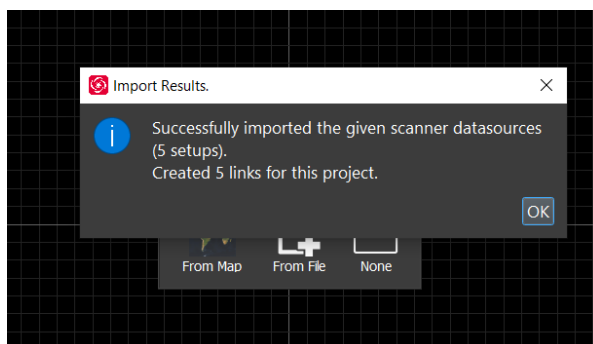 Import Results.
Successfully imported the given scanner datasources
(5 setups).
Created 5 links for this project.
OK
From Map
From File
None